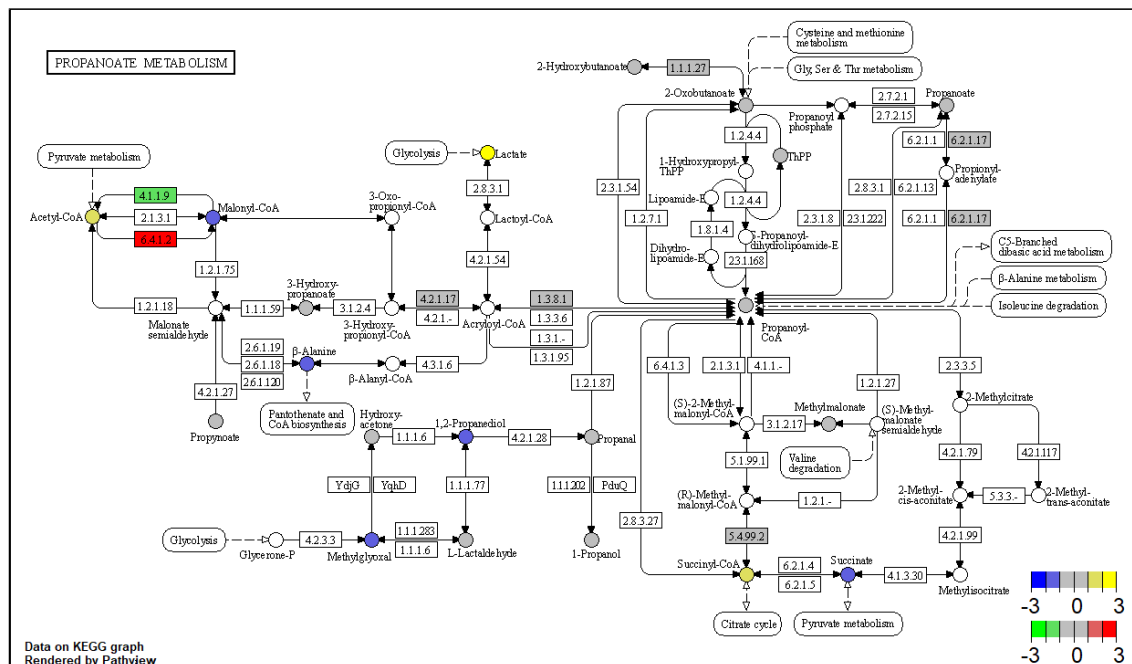 PROPANOATE METABOLISM
Cysteine and methionine
metabolism
Gly, Ser & Thr metabolism
2-Hydroxybutanoate
1.1.1.27
2-Oxobutanoate
Propanoyl
phosphate
2.7.2.1
2.7.2.15
Propanoate
6.2.1.1
6.2.1.17
Propionyl-
adenylate
1.2.4.4
ThPP
1-Hydroxypropyl-
ThPP
Pyruvate metabolism
Glycolysis
Lactate
2.8.3.1
Lactoyl-CoA
4.2.1.54
4.1.1.9
Acetyl-CoA
2.1.3.1
Malonyl-CoA
6.4.1.2
3-Oxo-
propionyl-CoA
2.3.1.54
1.2.7.1
Lipoamide-E
1.2.4.4
1.8.1.4
S-Propanoyl-
dihydrolipoamide-E
Dihydro-
lipoamide-E
2.3.1.168
2.3.1.8
2.3.1.222
2.8.3.1
6.2.1.13
6.2.1.1
6.2.1.17
C5-Branched
dibasic acid metabolism
β-Alanine metabolism
Isoleucine degradation
1.2.1.75
1.2.1.18
Malonate
semialdehyde
1.1.1.59
3-Hydroxy-
propanoate
3.1.2.4
3-Hydroxy-
propionyl-CoA
4.2.1.17
4.2.1.-
Acryloyl-CoA
1.3.8.1
1.3.3.6
1.3.1.-
1.3.1.95
Propanoyl-
CoA
2.6.1.19
2.6.1.18
2.6.1.120
β-Alanine
β-Alanyl-CoA
4.3.1.6
4.2.1.27
Propynoate
Pantothenate and
CoA biosynthesis
1.2.1.87
6.4.1.3
2.1.3.1
4.1.1.-
1.2.1.27
2.3.3.5
Hydroxy-
acetone
1.1.1.6
1,2-Propanediol
4.2.1.28
Propanal
(S)-2-Methyl-
malonyl-CoA
3.1.2.17
Methylmalonate
(S)-Methyl-
malonate
semialdehyde
2-Methylcitrate
Valine
degradation
5.1.99.1
4.2.1.79
4.2.1.117
YdjG
YqhD
1.1.1.77
1.1.1.202
PduQ
(R)-Methyl-
malonyl-CoA
1.2.1.-
2-Methyl-
cis-aconitate
5.3.3.-
2-Methyl-
trans-aconitate
2.8.3.27
Glycolysis
Glycerone-P
4.2.3.3
Methylglyoxal
1.1.1.283
1.1.1.6
L-Lactaldehyde
1-Propanol
5.4.99.2
4.2.1.99
Succinyl-CoA
6.2.1.4
6.2.1.5
Succinate
4.1.3.30
Methylisocitrate
Citrate cycle
Pyruvate metabolism
-3 0 3
-3 0 3
Data on KEGG graph
Rendered by Pathview